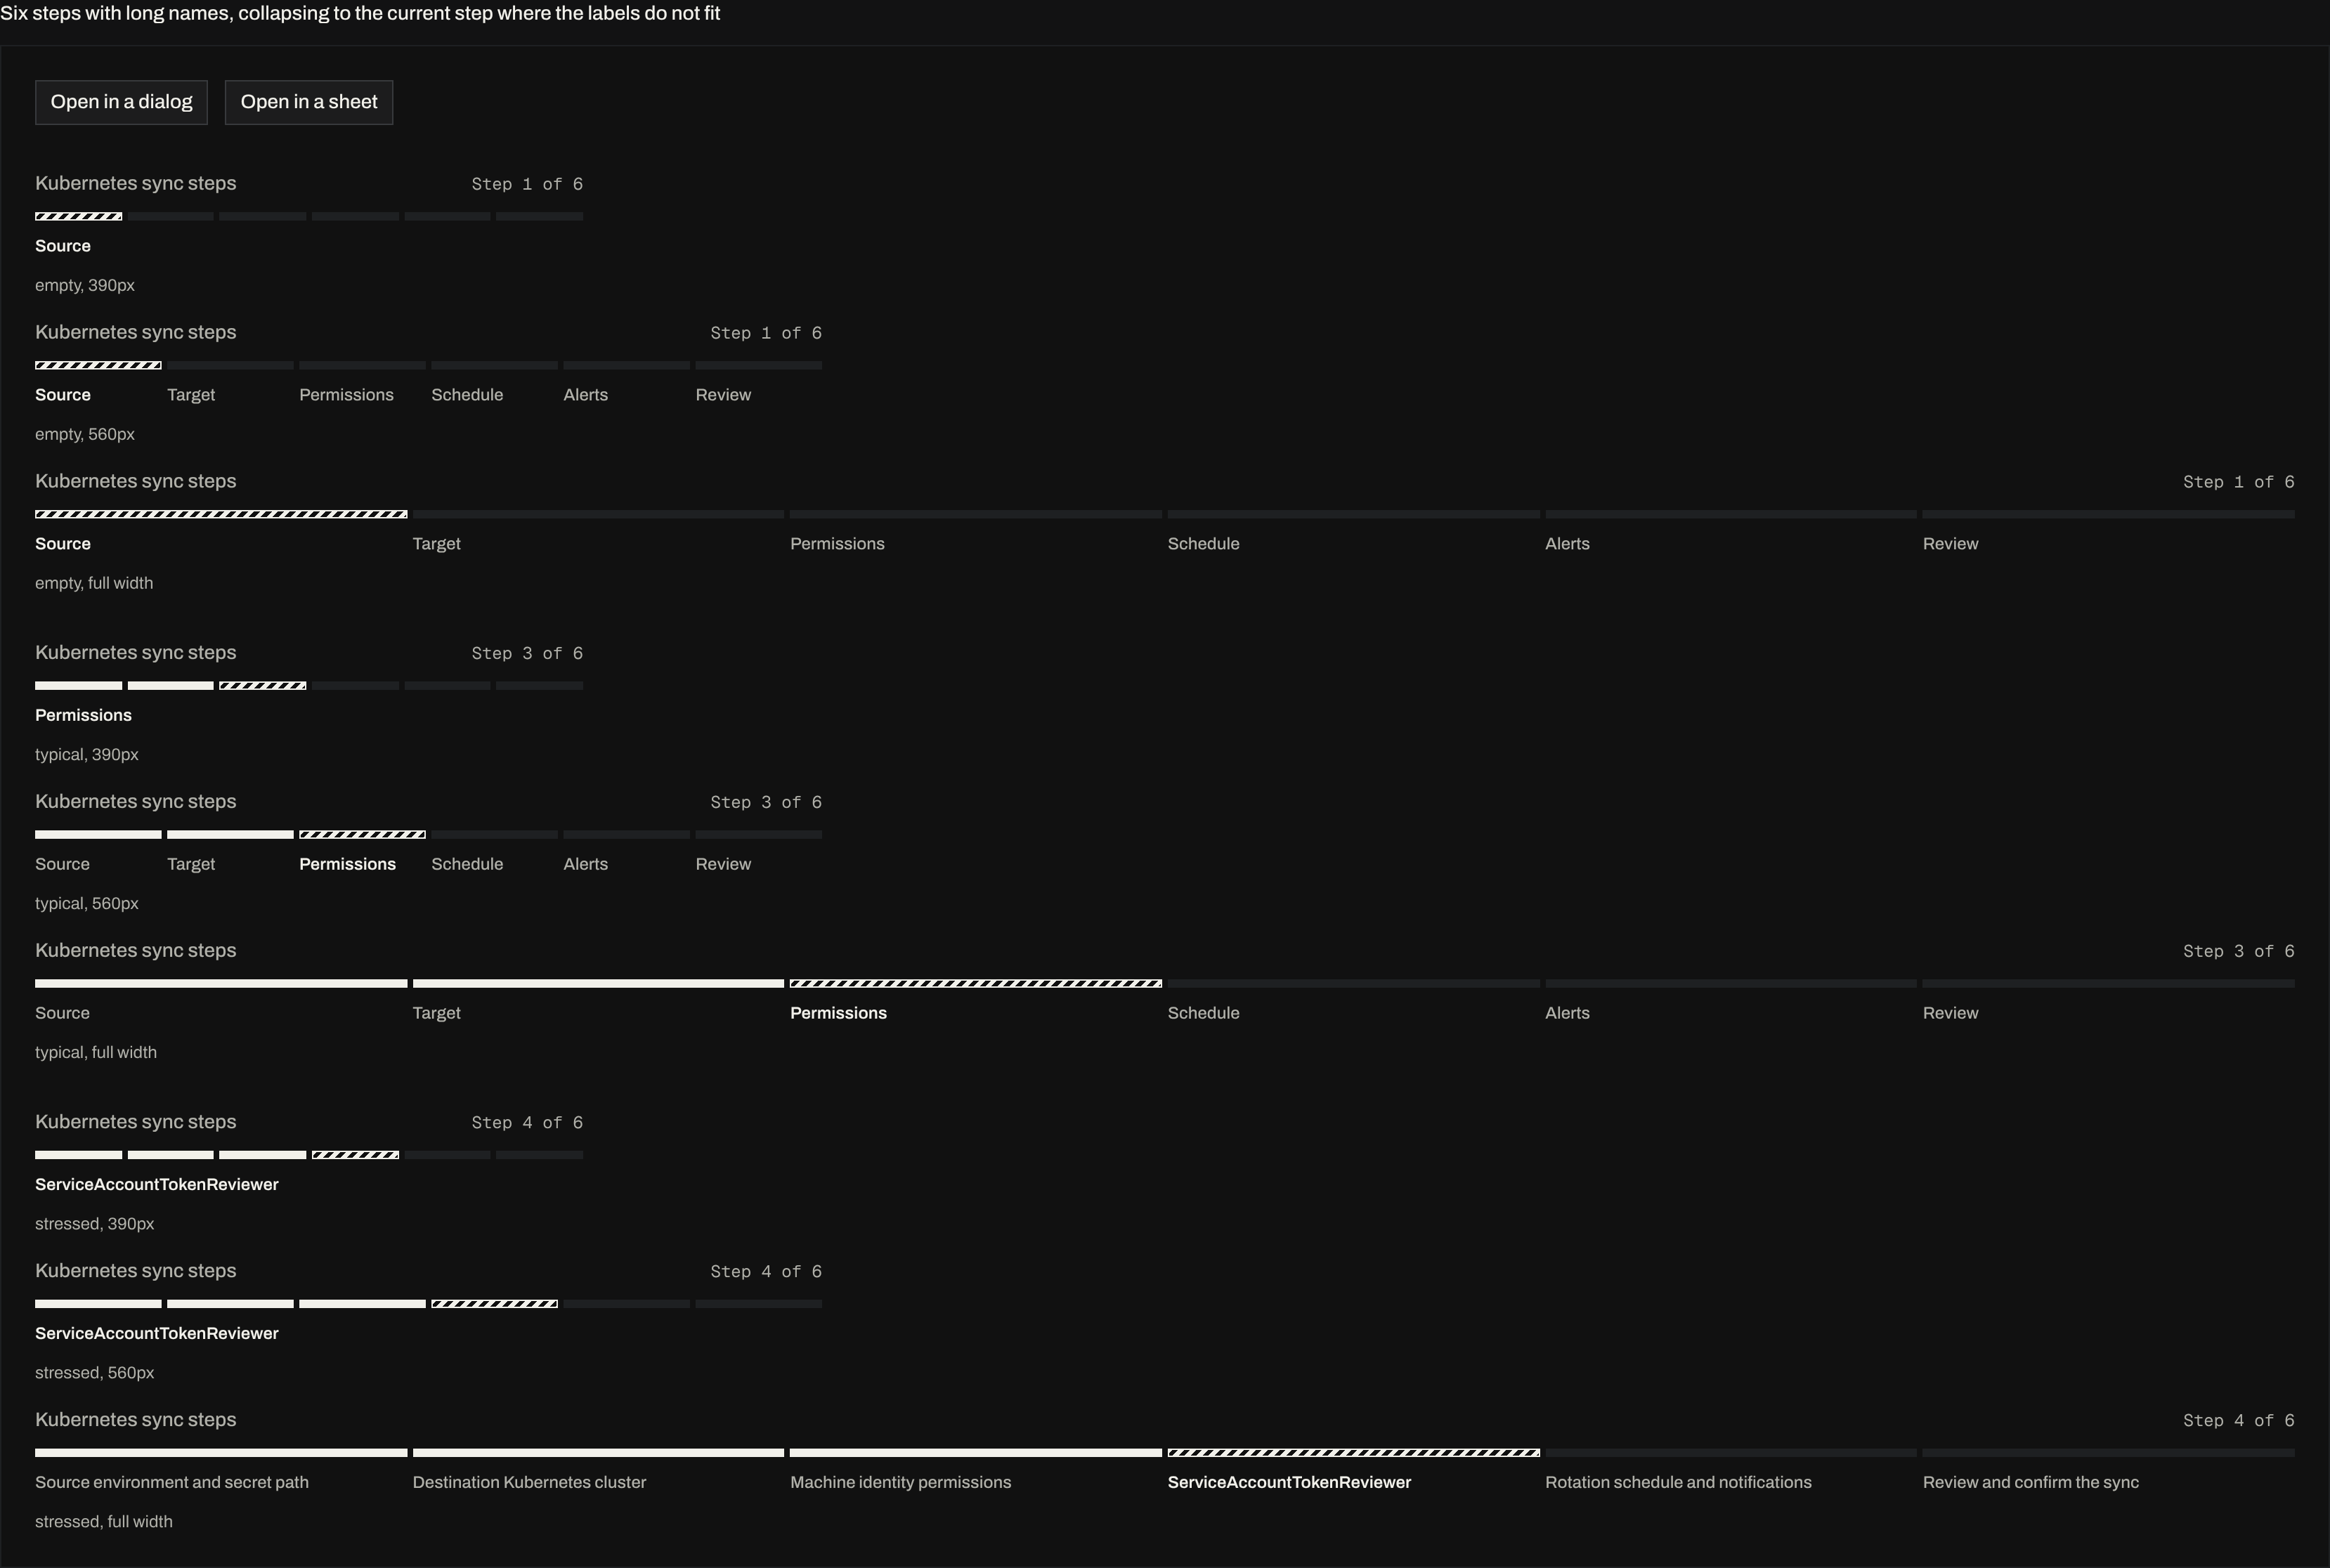 Six steps with long names, collapsing to the current step where the labels do not fit
Open in a dialog Open in a sheet
Kubernetes sync steps Step 1 of 6
Source
empty, 390px
Kubernetes sync steps Step 1 of 6
Source Target Permissions Schedule Alerts Review
empty, 560px
Kubernetes sync steps Step 1 of 6
Source Target Permissions Schedule Alerts Review
empty, full width
Kubernetes sync steps Step 3 of 6
Permissions
typical, 390px
Kubernetes sync steps Step 3 of 6
Source Target Permissions Schedule Alerts Review
typical, 560px
Kubernetes sync steps Step 3 of 6
Source Target Permissions Schedule Alerts Review
typical, full width
Kubernetes sync steps Step 4 of 6
ServiceAccountTokenReviewer
stressed, 390px
Kubernetes sync steps Step 4 of 6
ServiceAccountTokenReviewer
stressed, 560px
Kubernetes sync steps Step 4 of 6
Source environment and secret path Destination Kubernetes cluster Machine identity permissions ServiceAccountTokenReviewer Rotation schedule and notifications Review and confirm the sync
stressed, full width